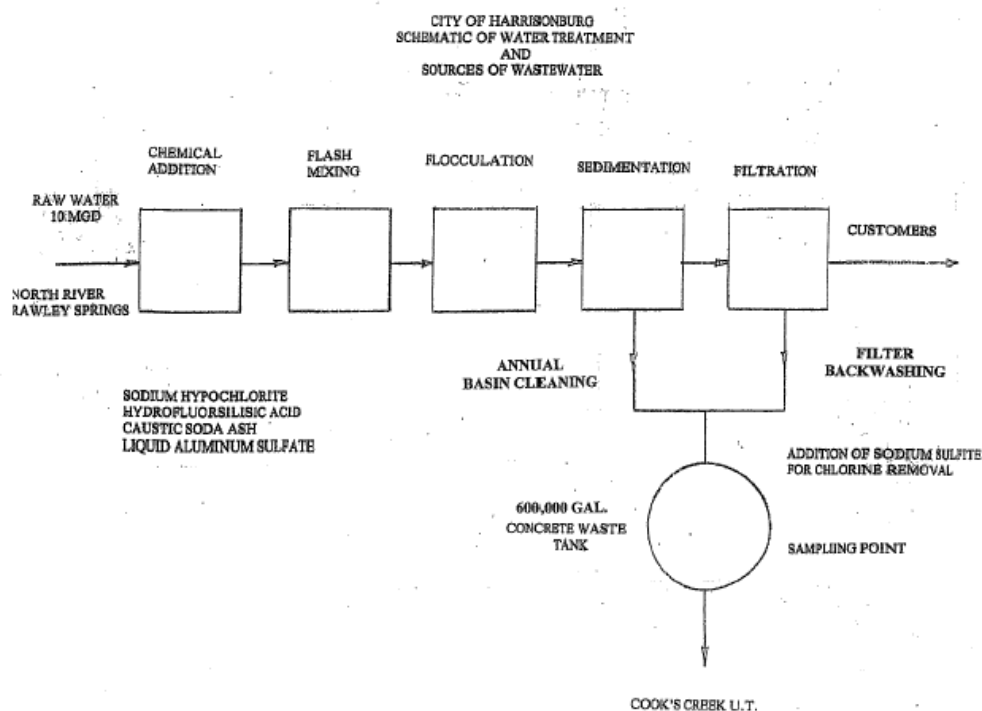 CITY OF HARRISONBURG
SCHEMATIC OF WATER TREATMENT
AND
SOURCES OF WASTEWATER
CHEMICAL
ADDITION
FLASH
MIXING
FLOCCULATION
SEDIMENTATION
FILTRATION
RAW WATER
10 MGD
CUSTOMERS
NORTH RIVER
RAWLEY SPRINGS
ANNUAL
BASIN CLEANING
FILTER
BACKWASHING
SODIUM HYPOCHLORITE
HYDROFLUORSILISIC ACID
CAUSTIC SODA ASH
LIQUID ALUMINUM SULFATE
ADDITION OF SODIUM SULFITE
FOR CHLORINE REMOVAL
600,000 GAL.
CONCRETE WASTE
TANK
SAMPLING POINT
COOK'S CREEK U.T.